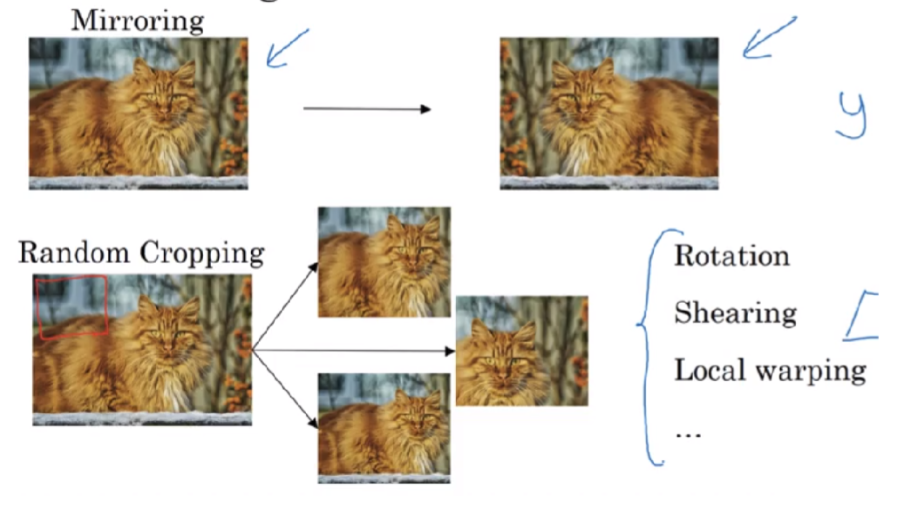 Mirroring
y
Random Cropping
Rotation
Shearing
Local warping
...